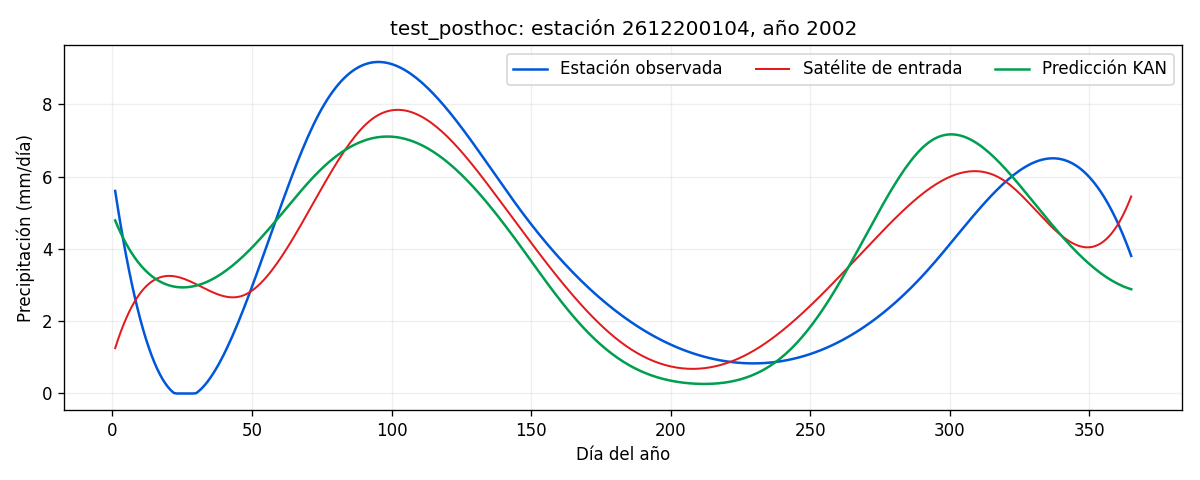 test_posthoc: estación 2612200104, año 2002
Estación observada Satélite de entrada Predicción KAN
Precipitación (mm/día)
8
6
4
2
0
0 50 100 150 200 250 300 350
Día del año